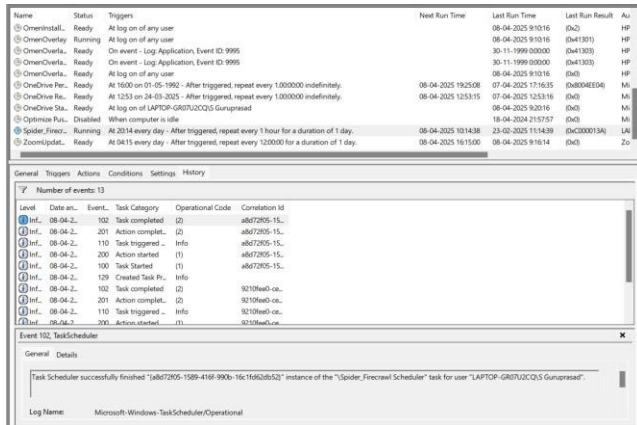 Name Status Triggers Next Run Time Last Run Time Last Run Result Au
OmenInstall... Ready At log on of any user 08-04-2025 9:10:16 (0x2) HP
OmenOverlay Running At log on of any user 08-04-2025 9:10:16 (0x41301) HP
OmenOverla... Ready On event - Log: Application, Event ID: 9995 30-11-1999 0:00:00 (0x41303) HP
OmenOverla... Ready On event - Log: Application, Event ID: 9995 30-11-1999 0:00:00 (0x41303) HP
OmenOverla... Ready At log on of any user 08-04-2025 9:10:16 (0x0) HP
OneDrive Per... Ready At 16:00 on 01-05-1992 - After triggered, repeat every 1.00:00:00 indefinitely. 08-04-2025 19:25:08 07-04-2025 17:16:35 (0x8004EE04) Mi
OneDrive Re... Ready At 12:53 on 24-03-2025 - After triggered, repeat every 1.00:00:00 indefinitely. 08-04-2025 12:53:15 07-04-2025 12:53:16 (0x0) Mi
OneDrive Sta... Ready At log on of LAPTOP-GR07U2CQ\S Guruprasad 08-04-2025 9:20:16 (0x0) Mi
Optimize Pus... Disabled When computer is idle 18-04-2024 21:57:57 (0x0) Mi
Spider_Firecr... Running At 20:14 every day - After triggered, repeat every 1 hour for a duration of 1 day. 08-04-2025 10:14:38 23-02-2025 11:14:39 (0xC000013A) LAI
ZoomUpdat... Ready At 04:15 every day - After triggered, repeat every 12:00:00 for a duration of 1 day. 08-04-2025 16:15:00 08-04-2025 9:16:14 (0x0) Zo
General Triggers Actions Conditions Settings History
Number of events: 13
Level Date an... Event... Task Category Operational Code Correlation Id
Inf... 08-04-2... 102 Task completed (2) a8d72f05-15...
Inf... 08-04-2... 201 Action complet... (2) a8d72f05-15...
Inf... 08-04-2... 110 Task triggered ... Info a8d72f05-15...
Inf... 08-04-2... 200 Action started (1) a8d72f05-15...
Inf... 08-04-2... 100 Task Started (1) a8d72f05-15...
Inf... 08-04-2... 129 Created Task Pr... Info
Inf... 08-04-2... 102 Task completed (2) 9210fee0-ce...
Inf... 08-04-2... 201 Action complet... (2) 9210fee0-ce...
Inf... 08-04-2... 110 Task triggered ... Info 9210fee0-ce...
Inf... 08-04-2... 200 Action started (1) 9210fee0-ce...
Event 102, TaskScheduler
General Details
Task Scheduler successfully finished "{a8d72f05-1589-416f-990b-16c1fd62db52}" instance of the "\Spider_Firecrawl Scheduler" task for user "LAPTOP-GR07U2CQ\S Guruprasad".
Log Name: Microsoft-Windows-TaskScheduler/Operational